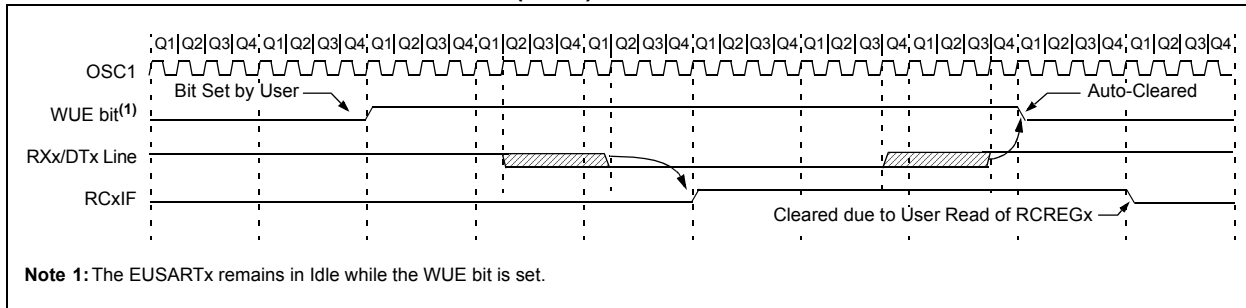 Q1 Q2 Q3 Q4 Q1 Q2 Q3 Q4 Q1 Q2 Q3 Q4 Q1 Q2 Q3 Q4 Q1 Q2 Q3 Q4 Q1 Q2 Q3 Q4 Q1 Q2 Q3 Q4 Q1 Q2 Q3 Q4 Q1 Q2 Q3 Q4 Q1 Q2 Q3 Q4
OSC1
Bit Set by User
Auto-Cleared
WUE bit(1)
RXx/DTx Line
RCxIF
Cleared due to User Read of RCREGx
Note 1: The EUSARTx remains in Idle while the WUE bit is set.